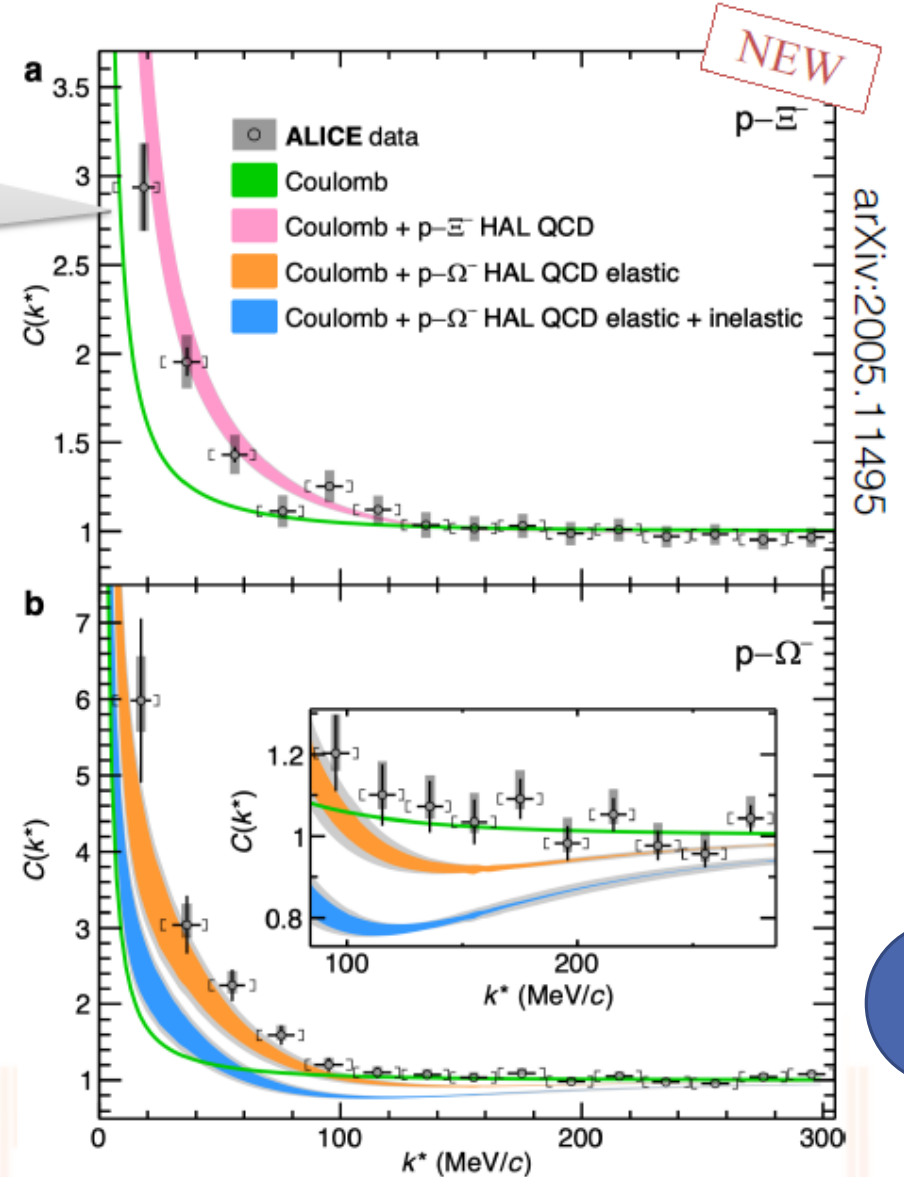 NEW
a
p–Ξ⁻
ALICE data
Coulomb
Coulomb + p–Ξ⁻ HAL QCD
Coulomb + p–Ω⁻ HAL QCD elastic
Coulomb + p–Ω⁻ HAL QCD elastic + inelastic
3.5
3
2.5
2
1.5
1
C(k*)
arXiv:2005.11495
b
p–Ω⁻
7
6
5
4
3
2
1
C(k*)
1.2
1
0.8
C(k*)
100 200
k* (MeV/c)
0 100 200 300
k* (MeV/c)